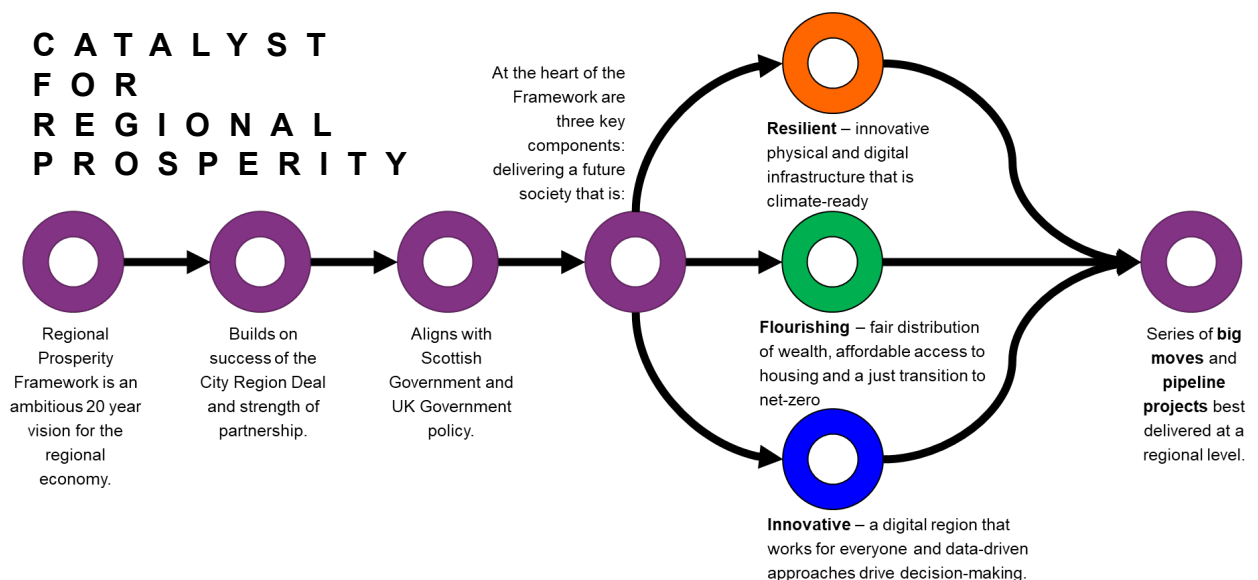 CATALYST
FOR
REGIONAL
PROSPERITY
Regional
Prosperity
Framework is an
ambitious 20 year
vision for the
regional
economy.
Builds on
success of the
City Region Deal
and strength of
partnership.
Aligns with
Scottish
Government and
UK Government
policy.
At the heart of the
Framework are
three key
components:
delivering a future
society that is:
Resilient – innovative
physical and digital
infrastructure that is
climate-ready
Flourishing – fair distribution
of wealth, affordable access to
housing and a just transition to
net-zero
Innovative – a digital region that
works for everyone and data-driven
approaches drive decision-making.
Series of big
moves and
pipeline
projects best
delivered at a
regional level.